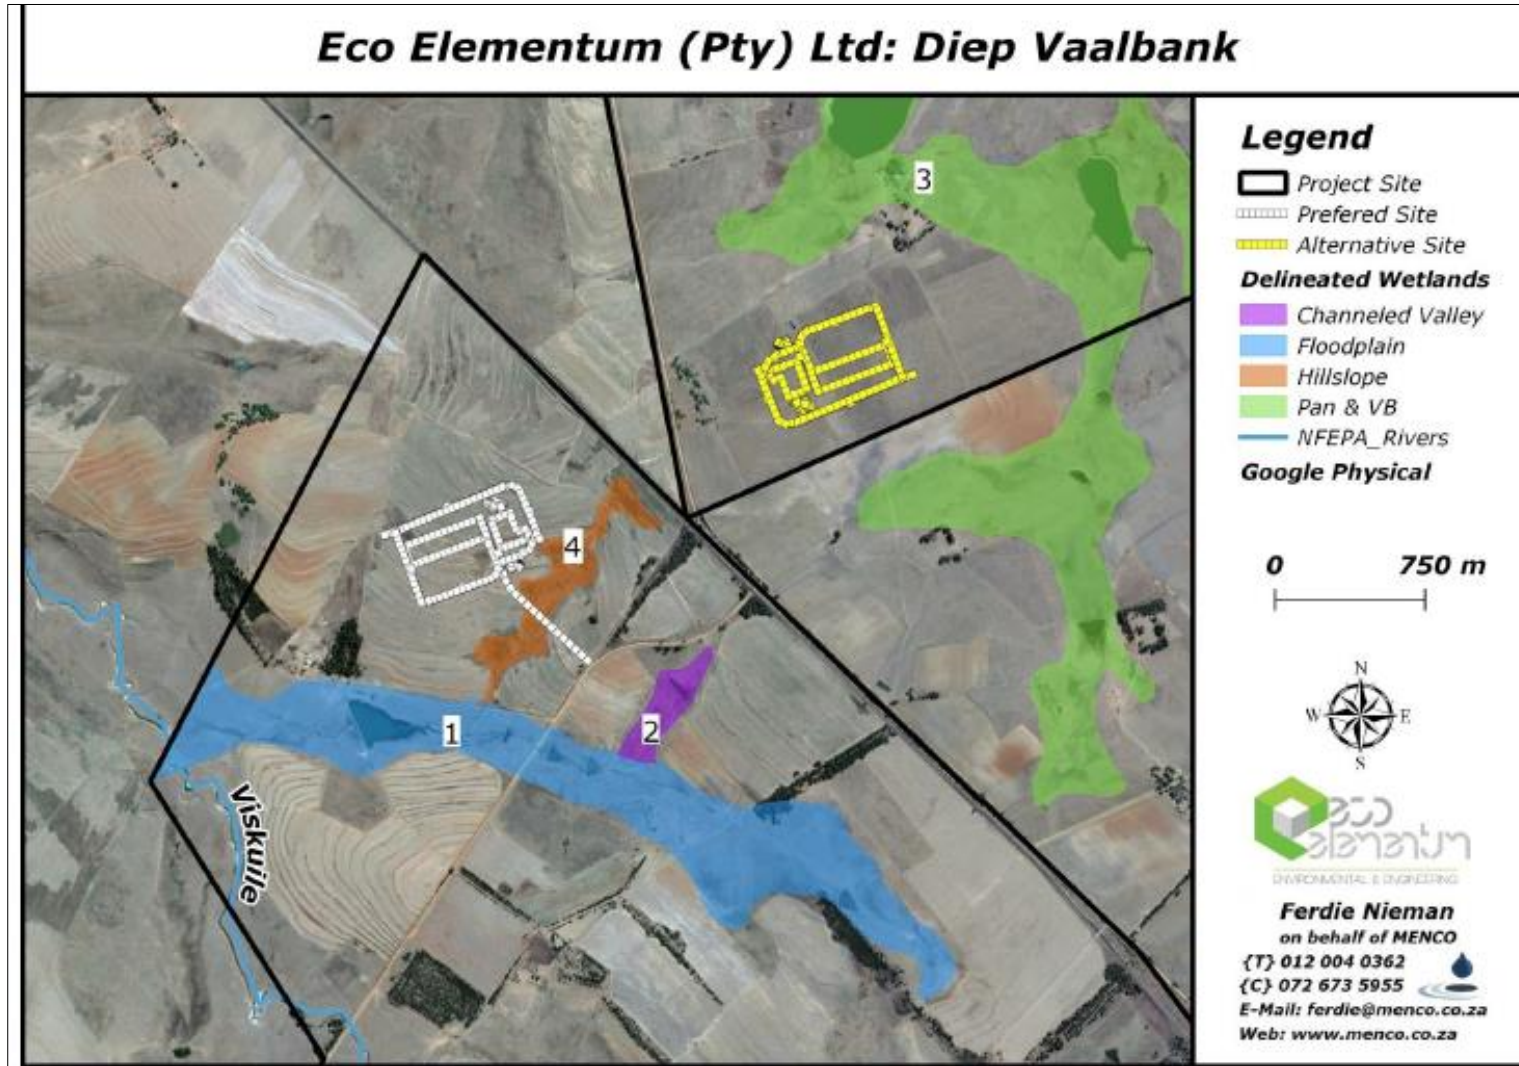 Eco Elementum (Pty) Ltd: Diep Vaalbank
3
4
1
2
Viskuile
Legend
Project Site
Prefered Site
Alternative Site
Delineated Wetlands
Channeled Valley
Floodplain
Hillslope
Pan & VB
NFEPA_Rivers
Google Physical
0 750 m
N
W E
S
eco
elementum
ENVIRONMENTAL & ENGINEERING
Ferdie Nieman
on behalf of MENCO
{T} 012 004 0362
{C} 072 673 5955
E-Mail: ferdie@menco.co.za
Web: www.menco.co.za